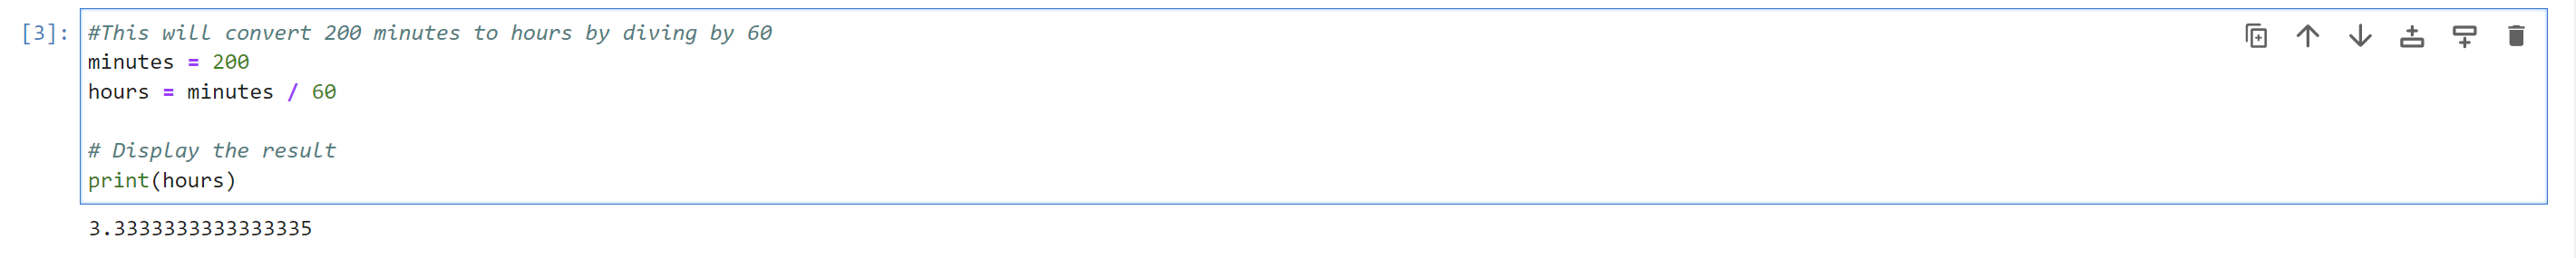 [3]: #This will convert 200 minutes to hours by diving by 60
minutes = 200
hours = minutes / 60

# Display the result
print(hours)
3.3333333333333335